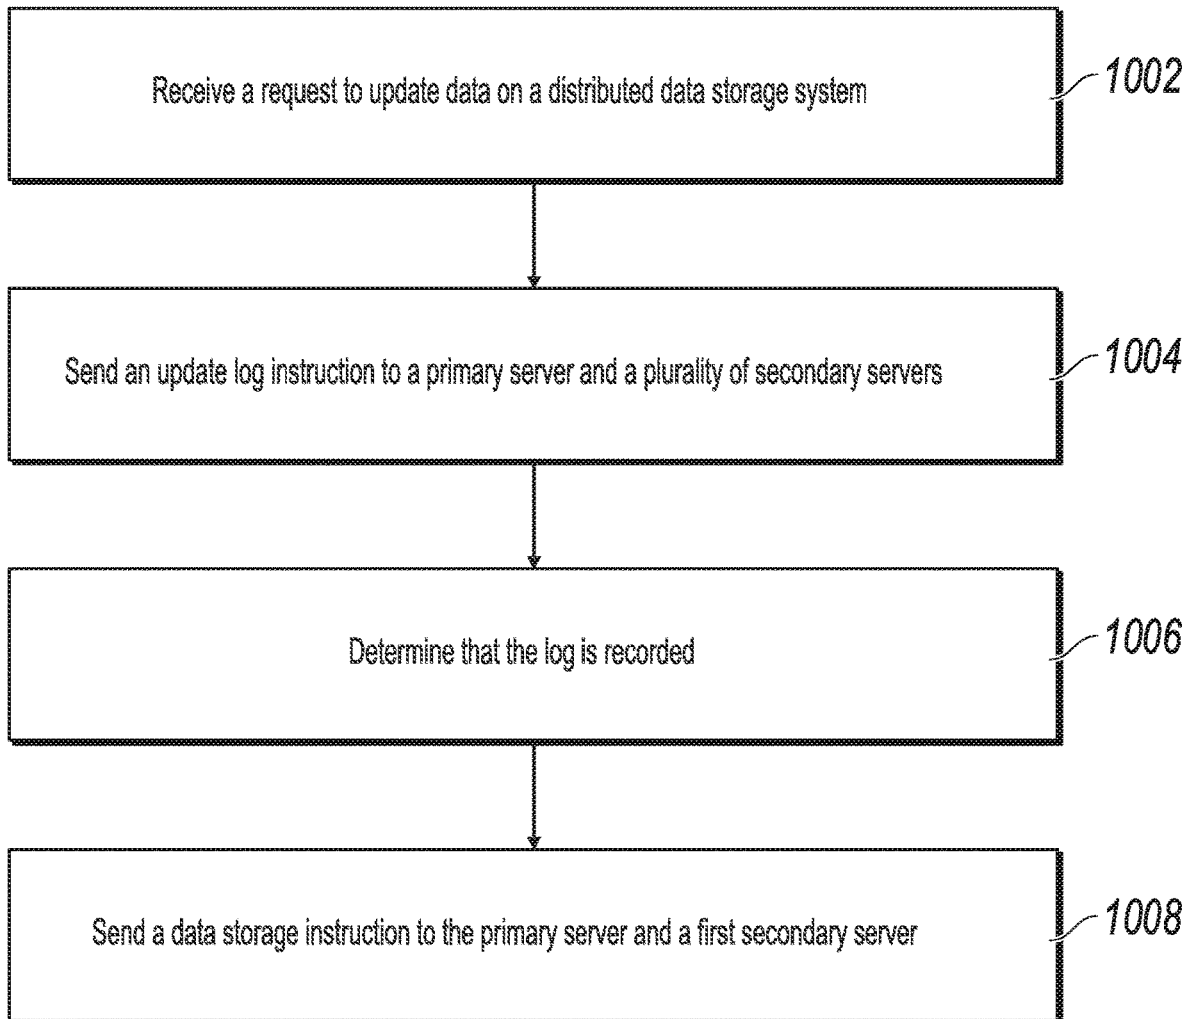 Receive a request to update data on a distributed data storage system
1002
Send an update log instruction to a primary server and a plurality of secondary servers
1004
Determine that the log is recorded
1006
Send a data storage instruction to the primary server and a first secondary server
1008